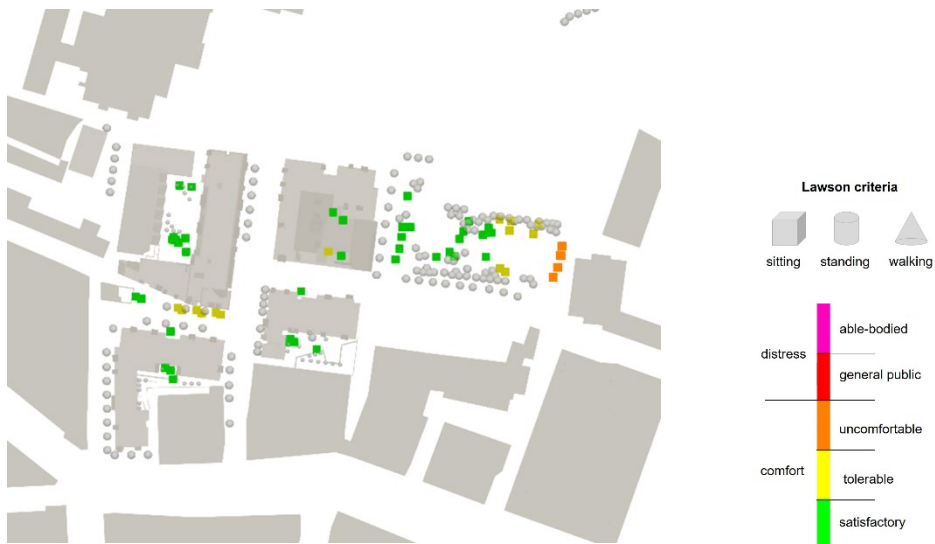 Lawson criteria
sitting standing walking
able-bodied
distress
general public
uncomfortable
comfort
tolerable
satisfactory